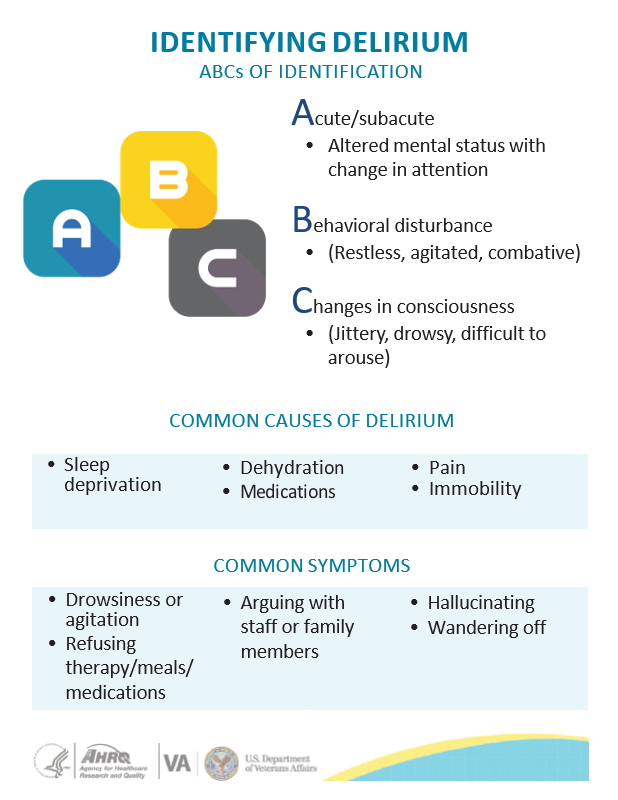 IDENTIFYING DELIRIUM
ABCs OF IDENTIFICATION
A
B
C
Acute/subacute
• Altered mental status with
change in attention
Behavioral disturbance
• (Restless, agitated, combative)
Changes in consciousness
• (Jittery, drowsy, difficult to
arouse)
COMMON CAUSES OF DELIRIUM
• Sleep
deprivation
• Dehydration
• Medications
• Pain
• Immobility
COMMON SYMPTOMS
• Drowsiness or
agitation
• Refusing
therapy/meals/
medications
• Arguing with
staff or family
members
• Hallucinating
• Wandering off
AHRQ
Agency for Healthcare
Research and Quality
VA
U.S. Department
of Veterans Affairs